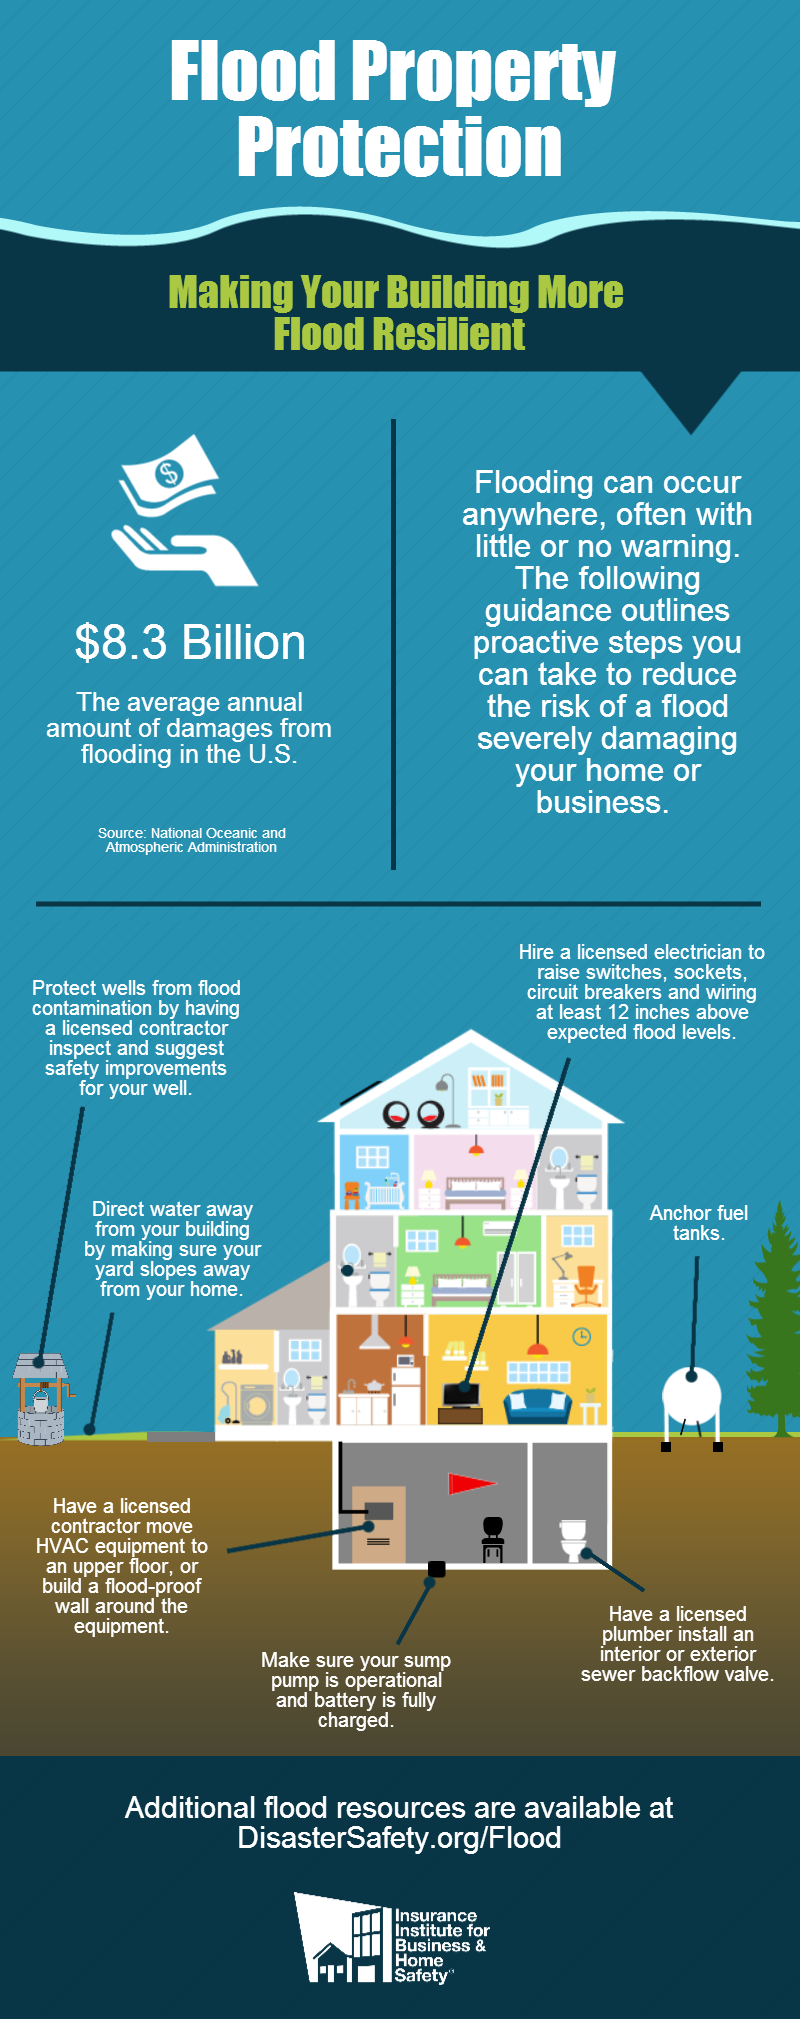 Flood Property
Protection
Making Your Building More
Flood Resilient
$
$8.3 Billion
The average annual
amount of damages from
flooding in the U.S.
Source: National Oceanic and
Atmospheric Administration
Flooding can occur
anywhere, often with
little or no warning.
The following
guidance outlines
proactive steps you
can take to reduce
the risk of a flood
severely damaging
your home or
business.
Hire a licensed electrician to
raise switches, sockets,
circuit breakers and wiring
at least 12 inches above
expected flood levels.
Protect wells from flood
contamination by having
a licensed contractor
inspect and suggest
safety improvements
for your well.
Direct water away
from your building
by making sure your
yard slopes away
from your home.
Anchor fuel
tanks.
Have a licensed
contractor move
HVAC equipment to
an upper floor, or
build a flood-proof
wall around the
equipment.
Make sure your sump
pump is operational
and battery is fully
charged.
Have a licensed
plumber install an
interior or exterior
sewer backflow valve.
Additional flood resources are available at
DisasterSafety.org/Flood
Insurance
Institute for
Business &
Home
Safety